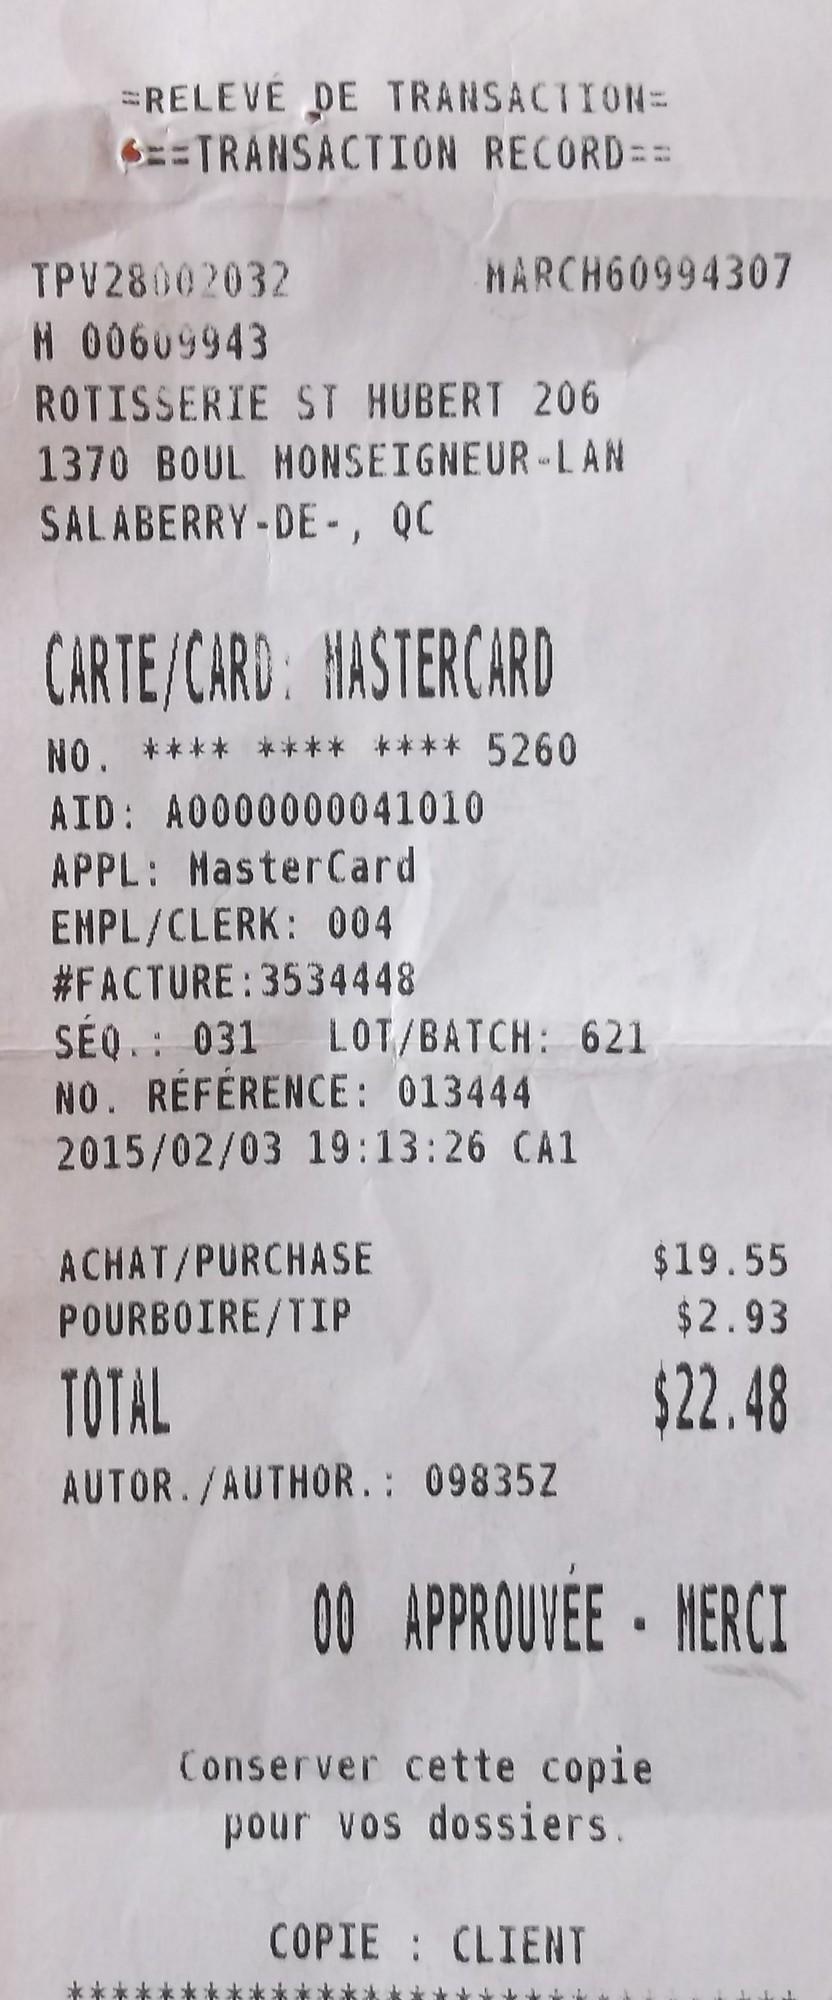 =RELEVÉ DE TRANSACTION=
===TRANSACTION RECORD==
TPV28002032 MARCH60994307
M 00609943
ROTISSERIE ST HUBERT 206
1370 BOUL MONSEIGNEUR-LAN
SALABERRY-DE-, QC
CARTE/CARD: MASTERCARD
NO. **** **** **** 5260
AID: A0000000041010
APPL: MasterCard
EMPL/CLERK: 004
#FACTURE:3534448
SÉQ.: 031 LOT/BATCH: 621
NO. RÉFÉRENCE: 013444
2015/02/03 19:13:26 CA1
ACHAT/PURCHASE $19.55
POURBOIRE/TIP $2.93
TOTAL $22.48
AUTOR./AUTHOR.: 09835Z
00 APPROUVÉE - MERCI
Conserver cette copie
pour vos dossiers.
COPIE : CLIENT
********************************